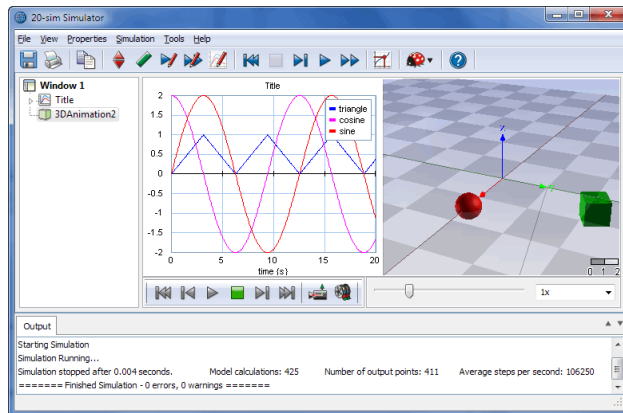 20-sim Simulator
File View Properties Simulation Tools Help
Window 1
Title
3DAnimation2
Title
triangle
cosine
sine
2
1.5
1
0.5
0
-0.5
-1
-1.5
-2
0 5 10 15 20
time {s}
z
y
0 1 2
1x
Output
Starting Simulation
Simulation Running...
Simulation stopped after 0.004 seconds. Model calculations: 425 Number of output points: 411 Average steps per second: 106250
======= Finished Simulation - 0 errors, 0 warnings =======